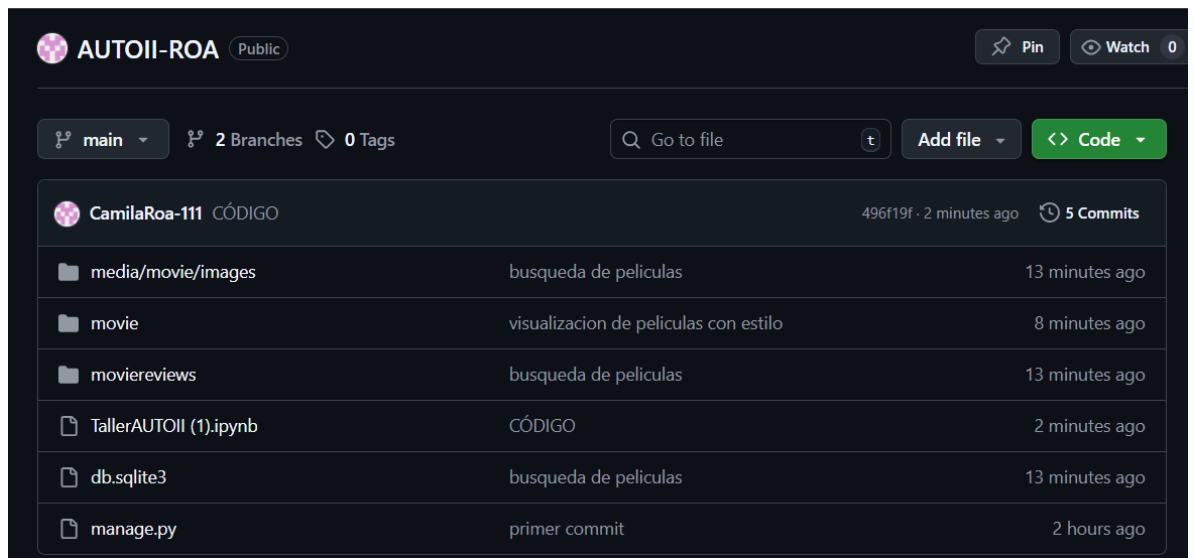 AUTOII-ROA Public Pin Watch 0
main 2 Branches 0 Tags Go to file t Add file <> Code
CamilaRoa-111 CÓDIGO 496f19f · 2 minutes ago 5 Commits
media/movie/images busqueda de peliculas 13 minutes ago
movie visualizacion de peliculas con estilo 8 minutes ago
moviereviews busqueda de peliculas 13 minutes ago
TallerAUTOII (1).ipynb CÓDIGO 2 minutes ago
db.sqlite3 busqueda de peliculas 13 minutes ago
manage.py primer commit 2 hours ago